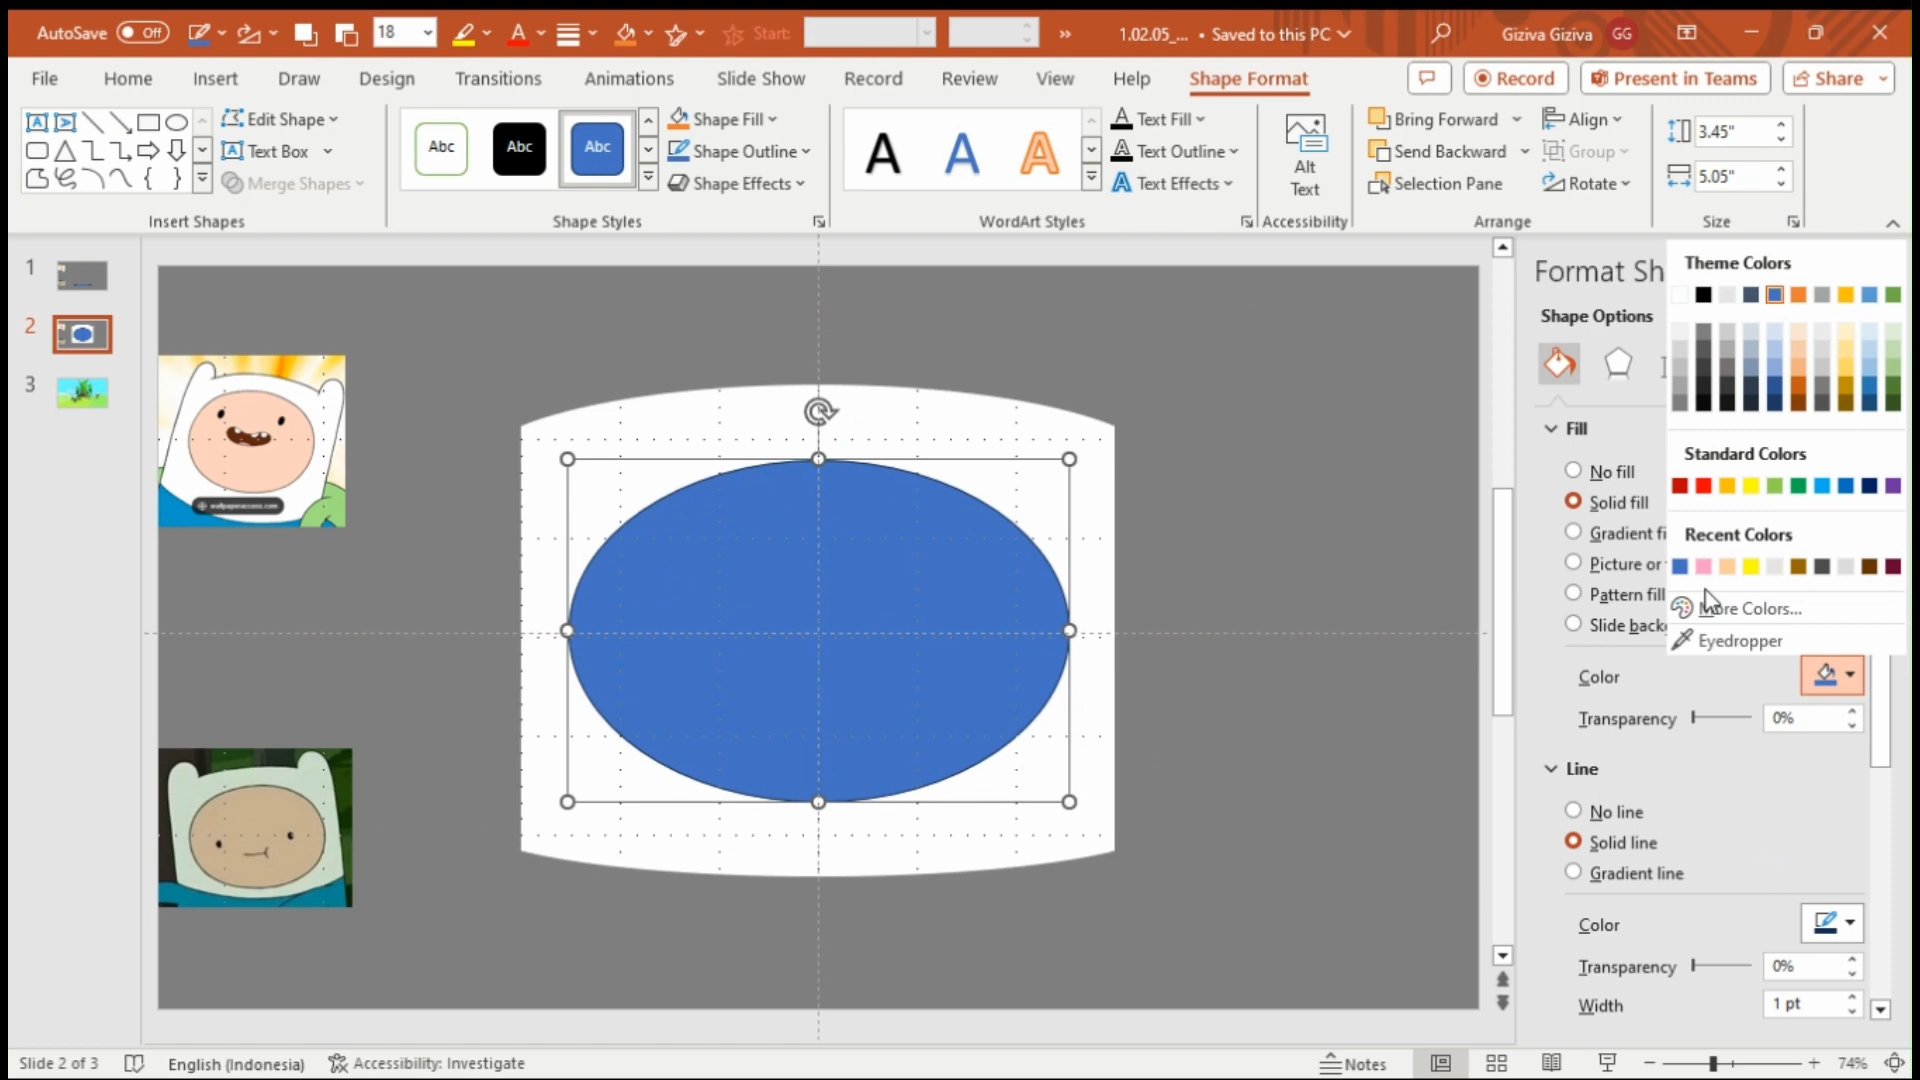 AutoSave Off 18 Start: 1.02.05_... • Saved to this PC Giziva Giziva GG
File Home Insert Draw Design Transitions Animations Slide Show Record Review View Help Shape Format Record Present in Teams Share
Edit Shape
Text Box
Merge Shapes
Insert Shapes
Abc Abc Abc
Shape Fill
Shape Outline
Shape Effects
Shape Styles
A A A
Text Fill
Text Outline
Text Effects
WordArt Styles
Alt
Text
Accessibility
Bring Forward
Send Backward
Selection Pane
Align
Group
Rotate
Arrange
3.45"
5.05"
Size
1
2
3
wallpaperaccess.com
Format Sh
Shape Options
Fill
No fill
Solid fill
Gradient fi
Picture or
Pattern fill
Slide back
Color
Transparency 0%
Line
No line
Solid line
Gradient line
Color
Transparency 0%
Width 1 pt
Theme Colors
Standard Colors
Recent Colors
More Colors...
Eyedropper
Slide 2 of 3 English (Indonesia) Accessibility: Investigate Notes 74%